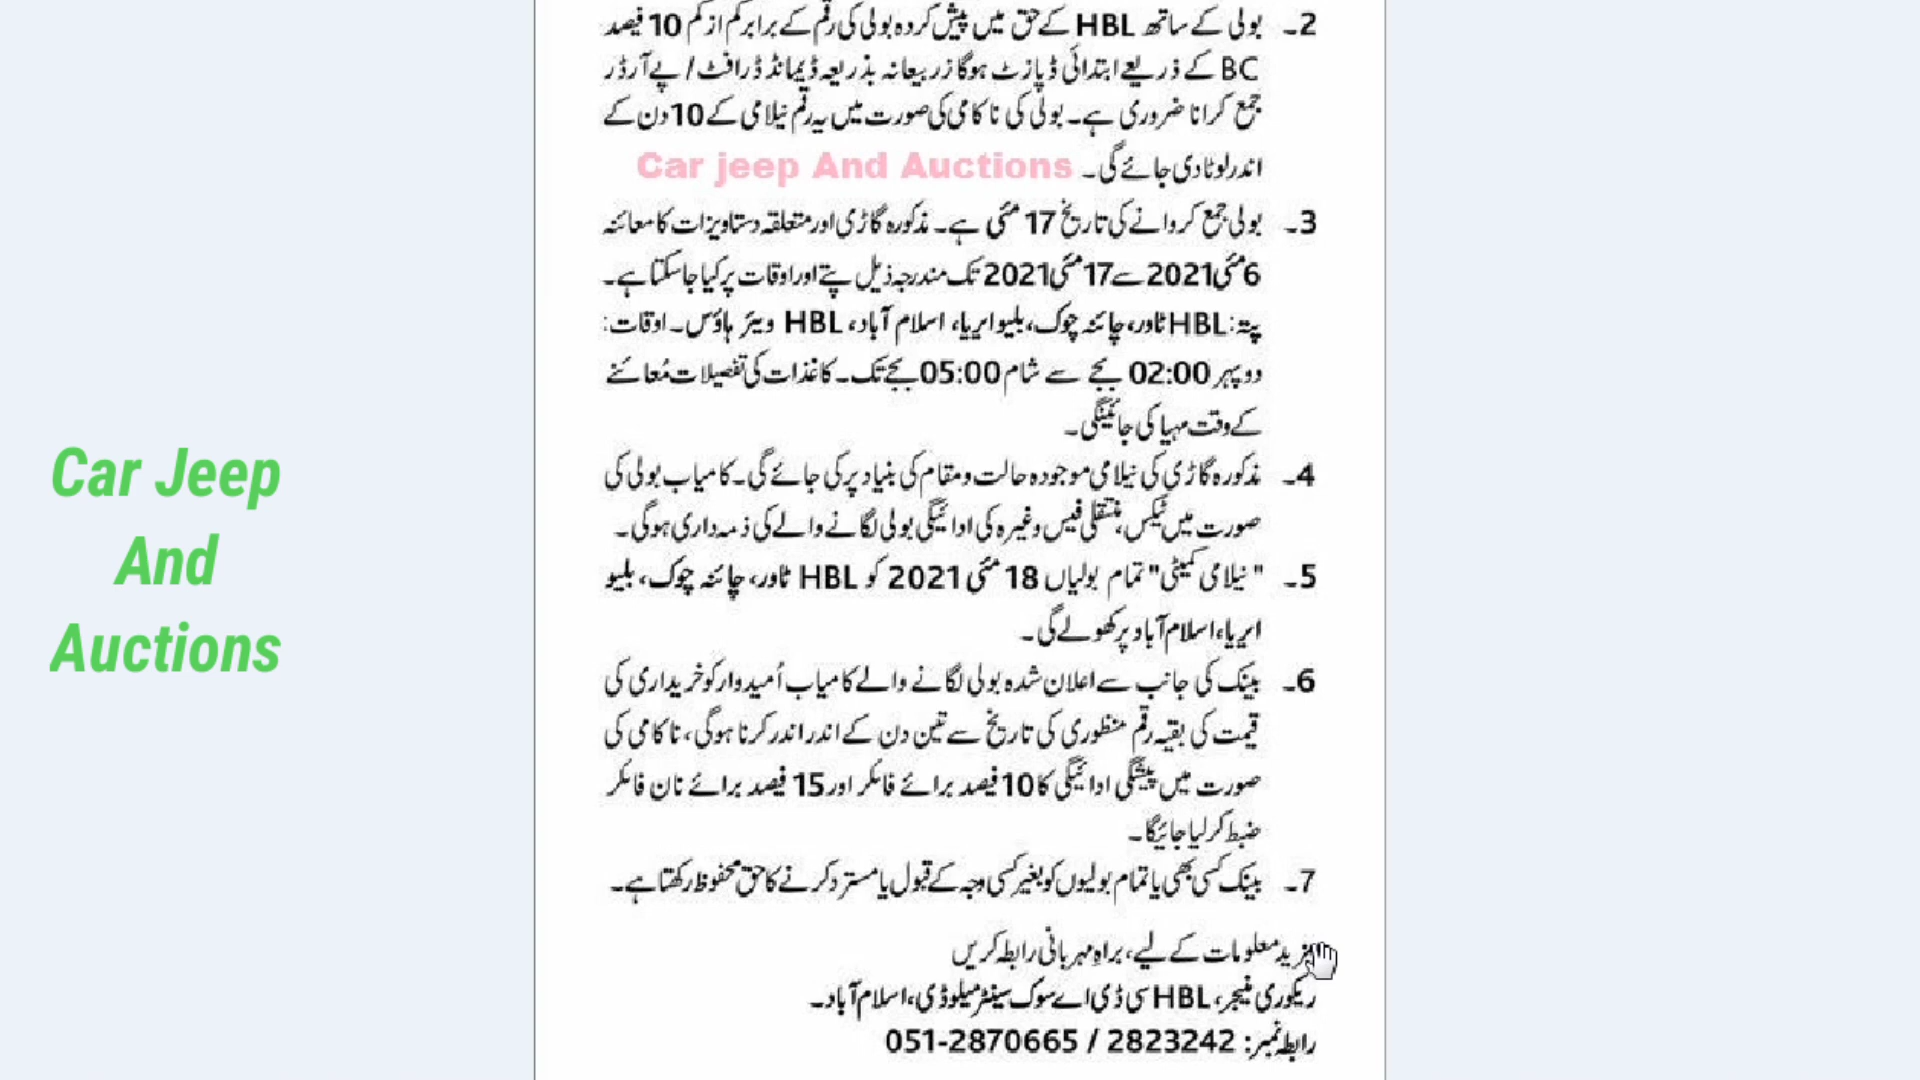 Car Jeep
And
Auctions
2۔ بولی کے ساتھ HBL کے حق میں پیش کردہ بولی کی رقم کے برابر کم از کم 10 فیصد
BC کے ذریعے ابتدائی ڈپازٹ ہوگا زربیعانہ بذریعہ ڈیمانڈ ڈرافٹ / پے آرڈر
جمع کرانا ضروری ہے۔ بولی کی ناکامی کی صورت میں یہ رقم نیلامی کے 10 دن کے
اندر لوٹا دی جائے گی۔ Car jeep And Auctions
3۔ بولی جمع کروانے کی تاریخ 17 مئی ہے۔ مذکورہ گاڑی اور متعلقہ دستاویزات کا معائنہ
6 مئی 2021 سے 17 مئی 2021 تک مندرجہ ذیل پتے اور اوقات پر کیا جاسکتا ہے۔
پتہ: HBL ٹاور، چائنہ چوک، بلیو ایریا، اسلام آباد، HBL ویئر ہاؤس۔ اوقات:
دوپہر 02:00 بجے سے شام 05:00 بجے تک۔ کاغذات کی تفصیلات مُعائنے
کے وقت مہیا کی جائینگی۔
4۔ مذکورہ گاڑی کی نیلامی موجودہ حالت و مقام کی بنیاد پر کی جائے گی۔ کامیاب بولی کی
صورت میں ٹیکس، منتقلی فیس وغیرہ کی ادائیگی بولی لگانے والے کی ذمہ داری ہوگی۔
5۔ "نیلامی کمیٹی" تمام بولیاں 18 مئی 2021 کو HBL ٹاور، چائنہ چوک، بلیو
ایریا، اسلام آباد پر کھولے گی۔
6۔ بینک کی جانب سے اعلان شدہ بولی لگانے والے کامیاب اُمیدوار کو خریداری کی
قیمت کی بقیہ رقم منظوری کی تاریخ سے تین دن کے اندر اندر کرنا ہوگی، ناکامی کی
صورت میں پیشگی ادائیگی کا 10 فیصد برائے فائلر اور 15 فیصد برائے نان فائلر
ضبط کر لیا جائیگا۔
7۔ بینک کسی بھی یا تمام بولیوں کو بغیر کسی وجہ کے قبول یا مسترد کرنے کا حق محفوظ رکھتا ہے۔
مزید معلومات کے لیے، براہِ مہربانی رابطہ کریں
ریکوری منیجر، HBL سی ڈی اے سوک سینٹر میلوڈی، اسلام آباد۔
رابطہ نمبر: 051-2870665 / 2823242